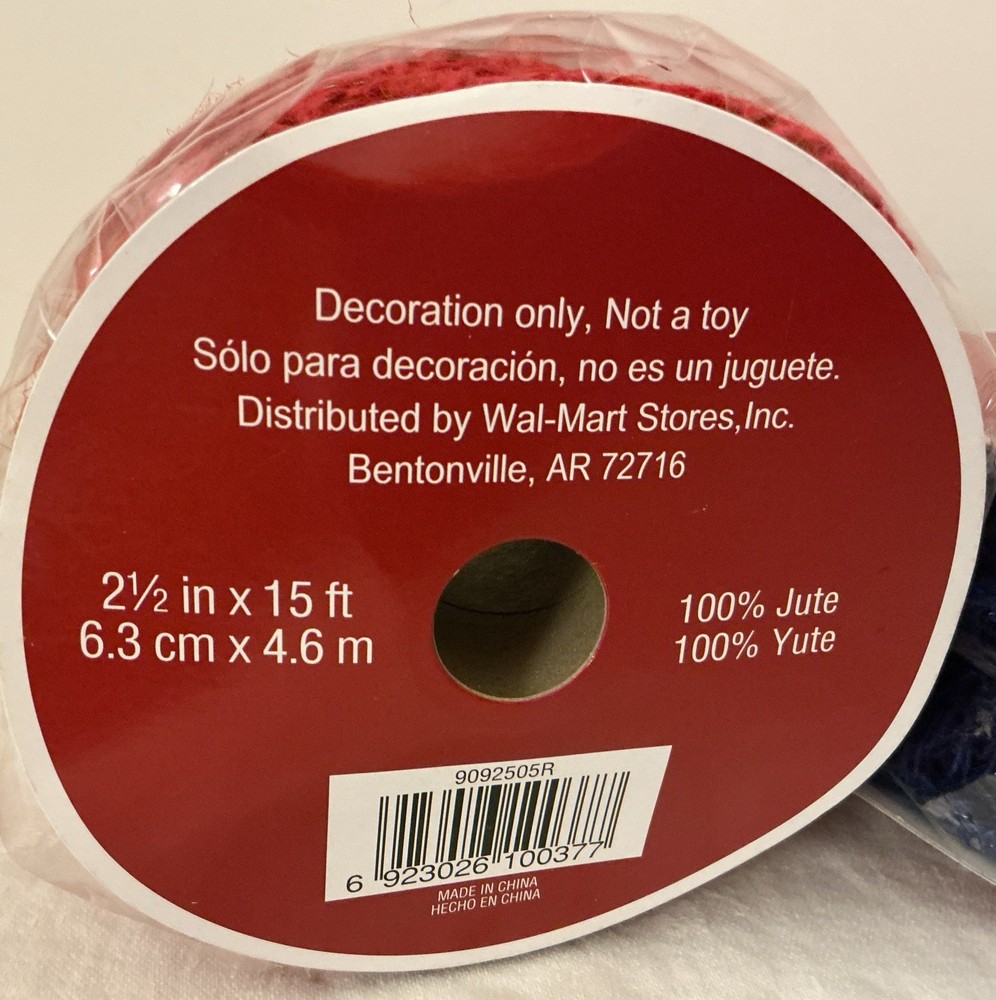 Decoration only, Not a toy
Sólo para decoración, no es un juguete.
Distributed by Wal-Mart Stores,Inc.
Bentonville, AR 72716
2½ in x 15 ft
6.3 cm x 4.6 m
100% Jute
100% Yute
9092505R
6 923026 100377
MADE IN CHINA
HECHO EN CHINA